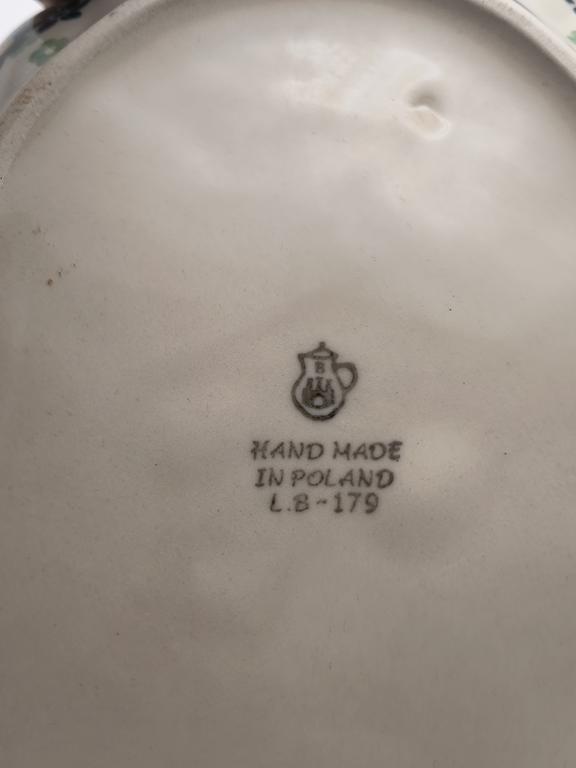 B
HAND MADE
IN POLAND
L.B-179